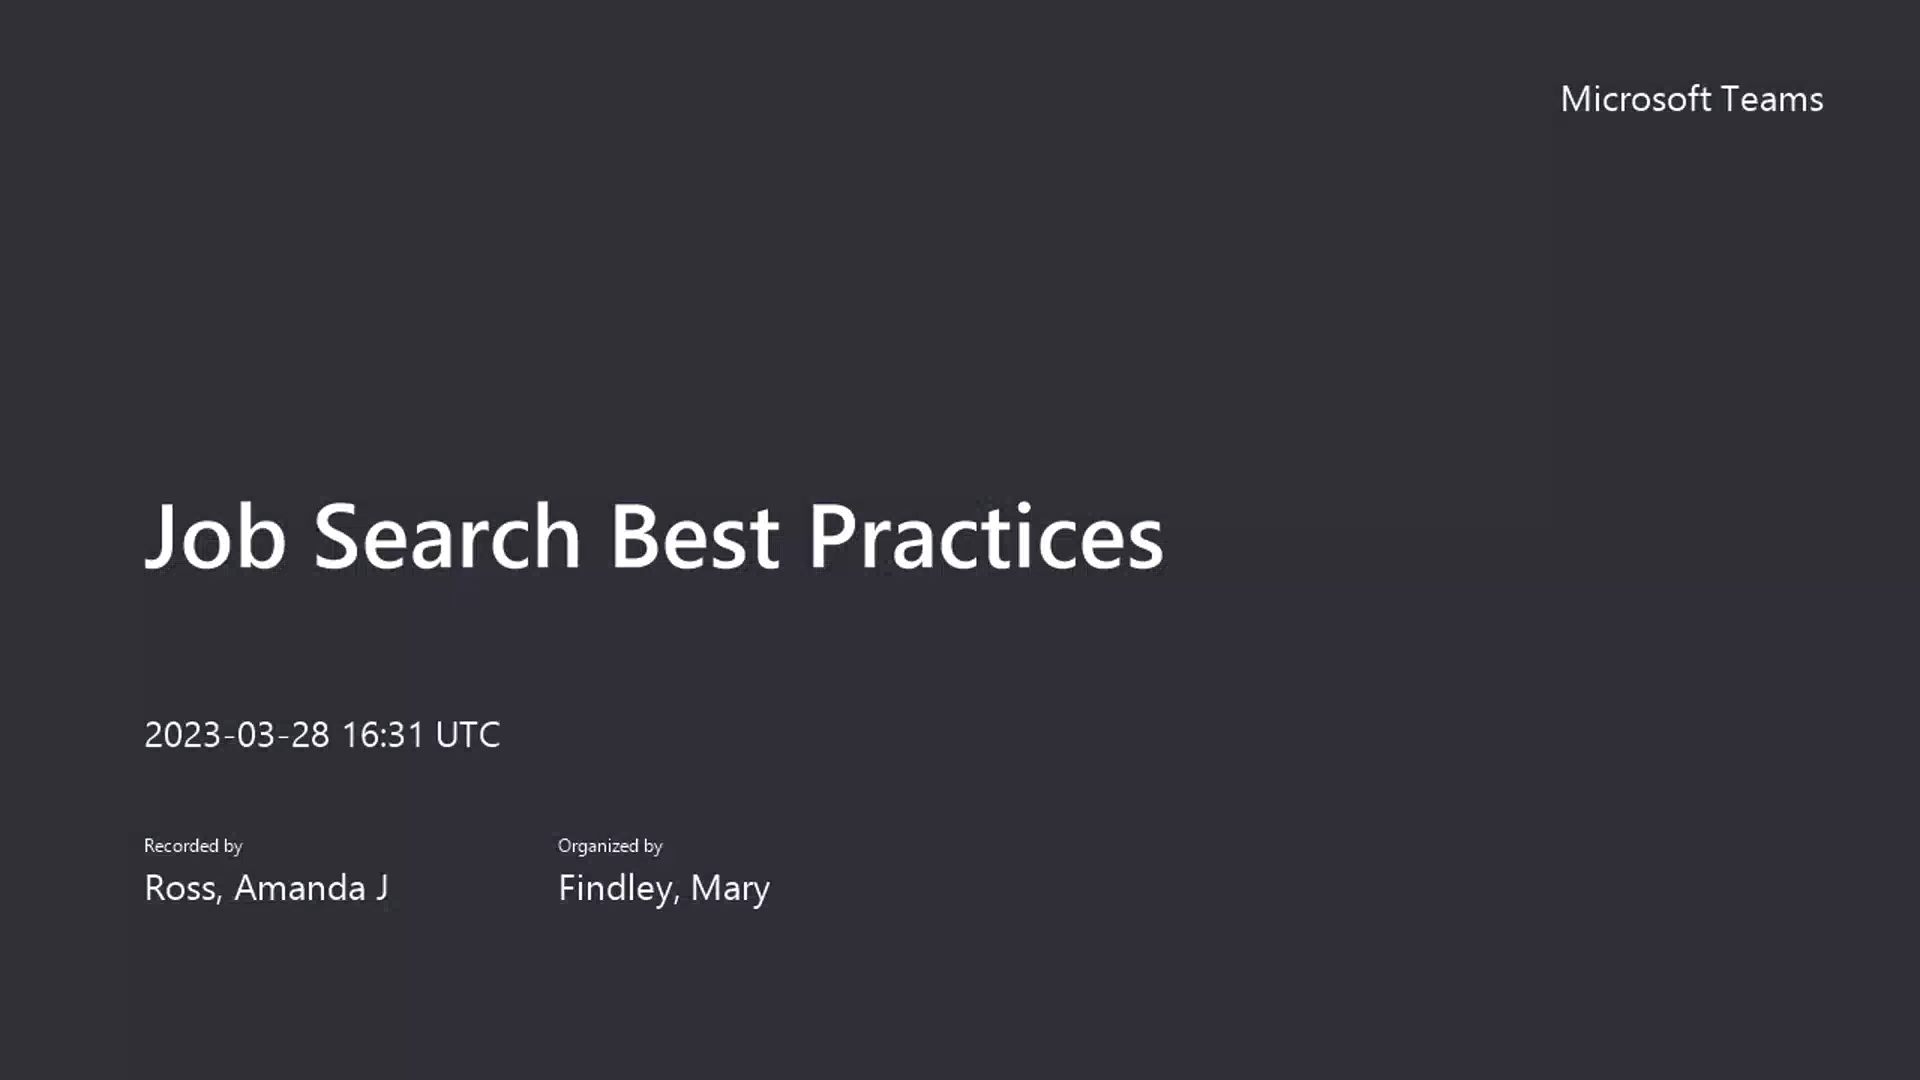 Microsoft Teams
Job Search Best Practices
2023-03-28 16:31 UTC
Recorded by
Ross, Amanda J
Organized by
Findley, Mary